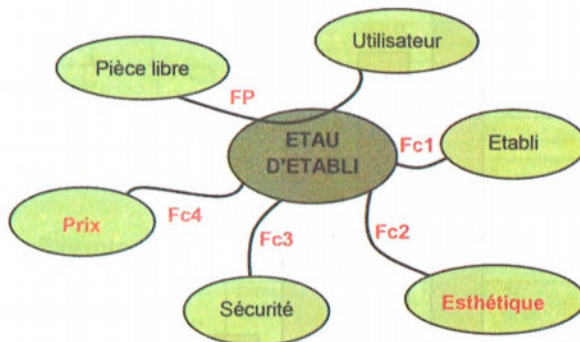 Utilisateur
Pièce libre
FP
ETAU
D'ETABLI
Fc1
Etabli
Prix
Fc4
Fc3
Fc2
Sécurité
Esthétique